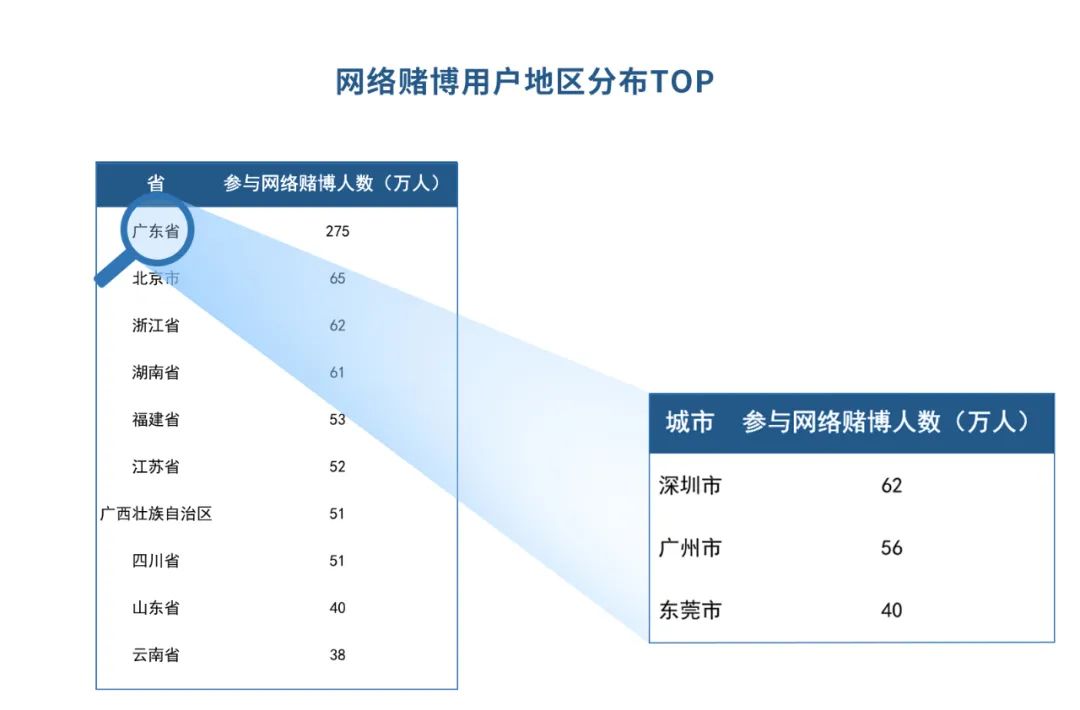 网络赌博用户地区分布TOP
省 参与网络赌博人数（万人）
广东省 275
北京市 65
浙江省 62
湖南省 61
福建省 53
江苏省 52
广西壮族自治区 51
四川省 51
山东省 40
云南省 38
城市 参与网络赌博人数（万人）
深圳市 62
广州市 56
东莞市 40